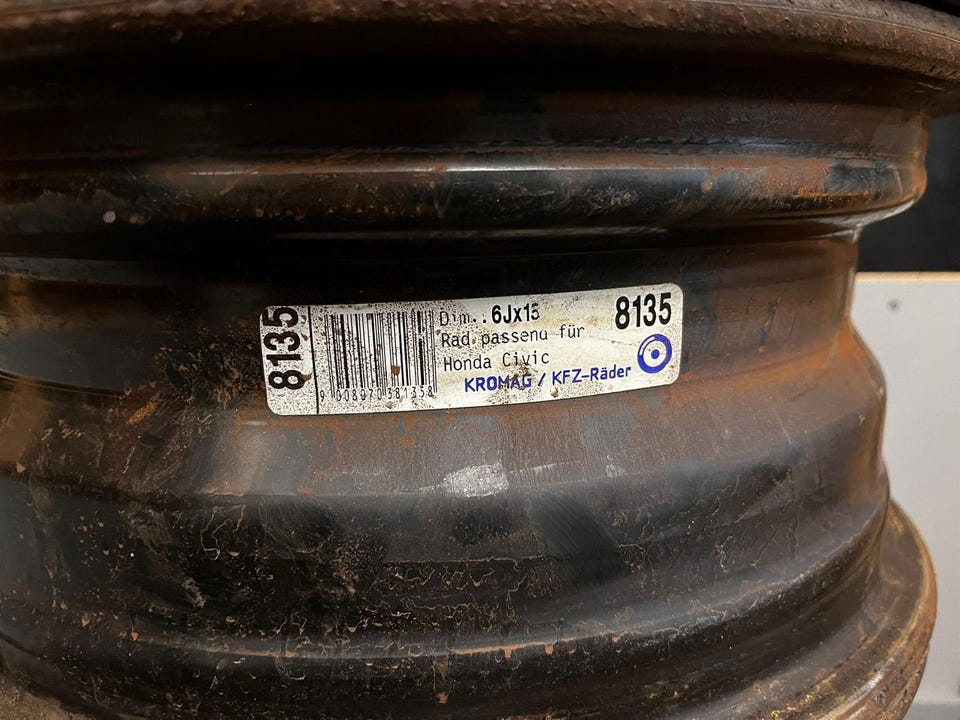 8135
9 008970 381358
Dim.: 6Jx15
8135
Rad passend für
Honda Civic
KROMAG / KFZ-Räder